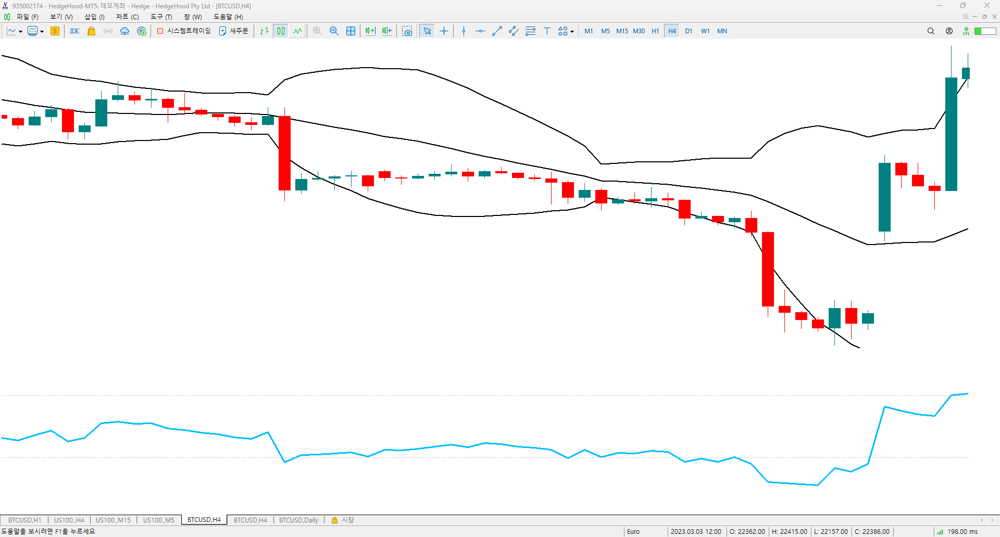 935002174 - HedgeHood-MT5: 데모계좌 - Hedge - HedgeHood Pty Ltd - [BTCUSD,H4]
파일 (F) 보기 (V) 삽입 (I) 차트 (C) 도구 (T) 창 (W) 도움말 (H)
IDE 시스템트레이딩 새주문 T M1 M5 M15 M30 H1 H4 D1 W1 MN LVL
BTCUSD,H1 US100.,H4 US100.,M15 US100.,M5 BTCUSD,H4 BTCUSD,H4 BTCUSD,Daily 시장
도움말을 보시려면 F1을 누르세요 Euro 2023.03.03 12:00 O: 22362.00 H: 22415.00 L: 22157.00 C: 22386.00 198.00 ms